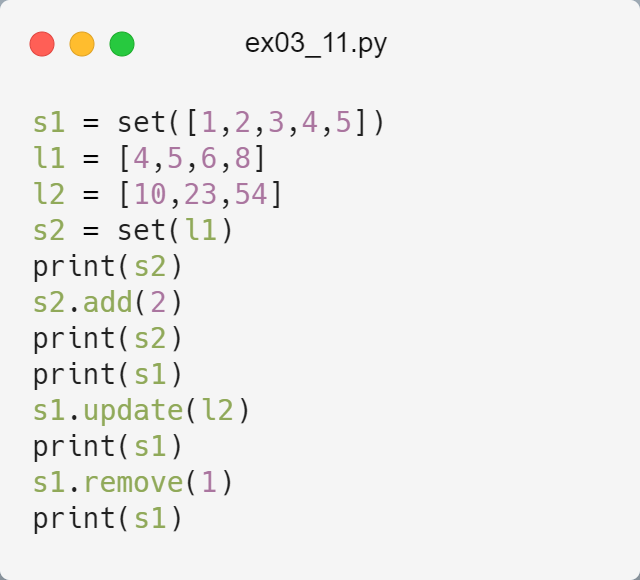 ex03_11.py
s1 = set([1,2,3,4,5])
l1 = [4,5,6,8]
l2 = [10,23,54]
s2 = set(l1)
print(s2)
s2.add(2)
print(s2)
print(s1)
s1.update(l2)
print(s1)
s1.remove(1)
print(s1)